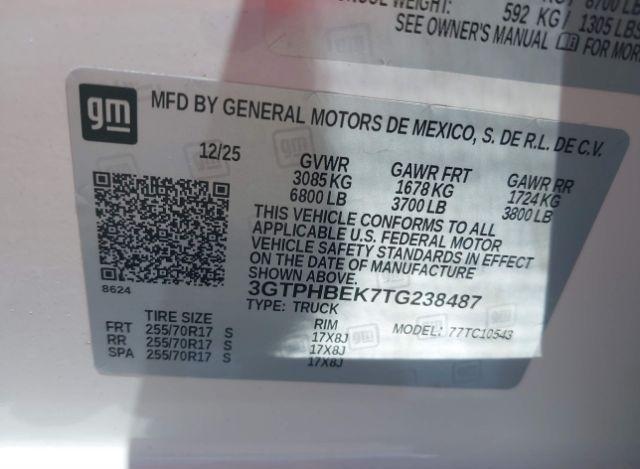 8700 LB
WEIGHT: 592 KG / 1305 LBS
SEE OWNER'S MANUAL FOR MORE
gm
MFD BY GENERAL MOTORS DE MEXICO, S. DE R.L. DE C.V.
12/25
GVWR GAWR FRT GAWR RR
3085 KG 1678 KG 1724 KG
6800 LB 3700 LB 3800 LB
THIS VEHICLE CONFORMS TO ALL
APPLICABLE U.S. FEDERAL MOTOR
VEHICLE SAFETY STANDARDS IN EFFECT
ON THE DATE OF MANUFACTURE
SHOWN ABOVE.
8624
3GTPHBEK7TG238487
TYPE: TRUCK
MODEL: 77TC10543
TIRE SIZE RIM
FRT 255/70R17 S 17X8J
RR 255/70R17 S 17X8J
SPA 255/70R17 S 17X8J